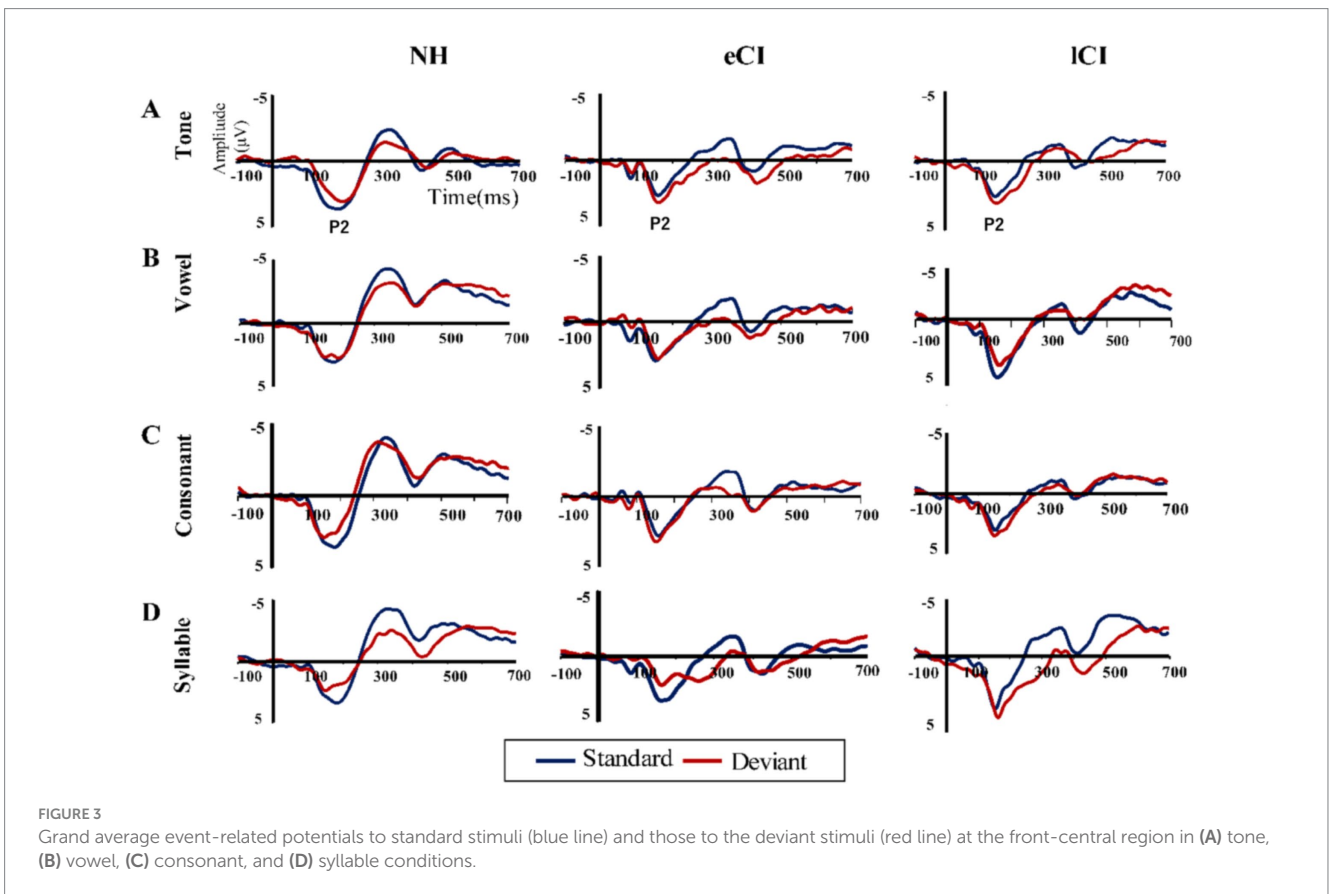 NH eCI lCI
A Tone
Amplitude (μV)
-5 -5 -5
-100 100 300 500 700 -100 100 300 500 700 -100 100 300 500 700
Time(ms)
5 5 5
P2 P2 P2
B Vowel
-5 -5 -5
-100 100 300 500 700 -100 100 300 500 700 -100 100 300 500 700
5 5 5
C Consonant
-5 -5 -5
-100 100 300 500 700 -100 100 300 500 700 -100 100 300 500 700
5 5 5
D Syllable
-5 -5 -5
-100 100 300 500 700 -100 100 300 500 700 -100 100 300 500 700
5 5 5
Standard Deviant
FIGURE 3
Grand average event-related potentials to standard stimuli (blue line) and those to the deviant stimuli (red line) at the front-central region in (A) tone,
(B) vowel, (C) consonant, and (D) syllable conditions.